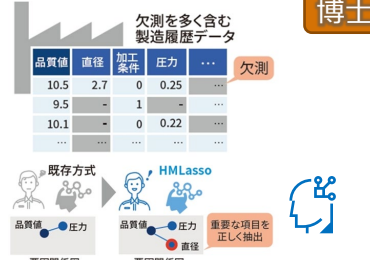 欠測を多く含む
製造履歴データ
博士
品質値 直径 加工条件 圧力 …
欠測
10.5 2.7 0 0.25 …
9.5 - 1 - …
10.1 - 0 0.22 …
… … … … …
既存方式
HMLasso
品質値 圧力
品質値 圧力
直径
重要な項目を
正しく抽出